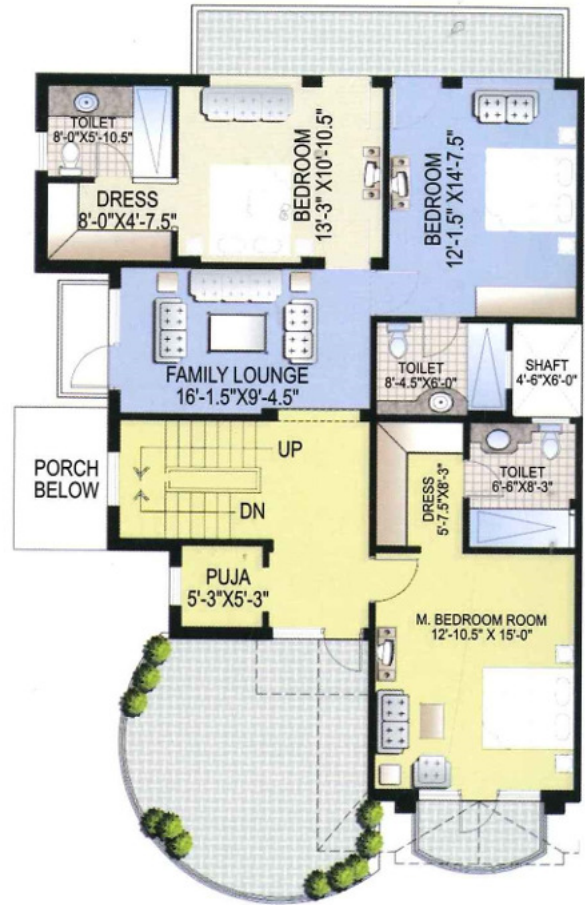 TOILET
8'-0"X5'-10.5"
DRESS
8'-0"X4'-7.5"
BEDROOM
13'-3" X10'-10.5"
BEDROOM
12'-1.5" X14'-7.5"
FAMILY LOUNGE
16'-1.5"X9'-4.5"
TOILET
8'-4.5"X6'-0"
SHAFT
4'-6"X6'-0"
PORCH
BELOW
UP
DN
DRESS
5'-7.5"X8'-3"
TOILET
6'-6"X8'-3"
PUJA
5'-3"X5'-3"
M. BEDROOM ROOM
12'-10.5" X 15'-0"